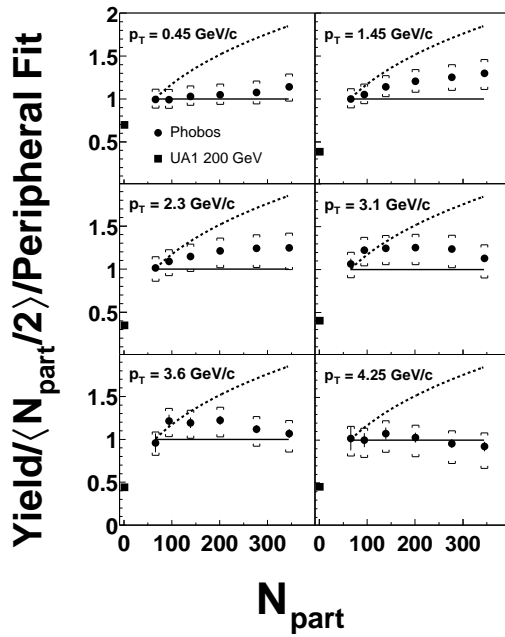 Yield/⟨N_part/2⟩/Peripheral Fit
2
1.5
1
0.5
p_T = 0.45 GeV/c
Phobos
UA1 200 GeV
p_T = 1.45 GeV/c
1.5
1
0.5
p_T = 2.3 GeV/c
p_T = 3.1 GeV/c
1.5
1
0.5
0
p_T = 3.6 GeV/c
p_T = 4.25 GeV/c
0 100 200 300 0 100 200 300
N_part